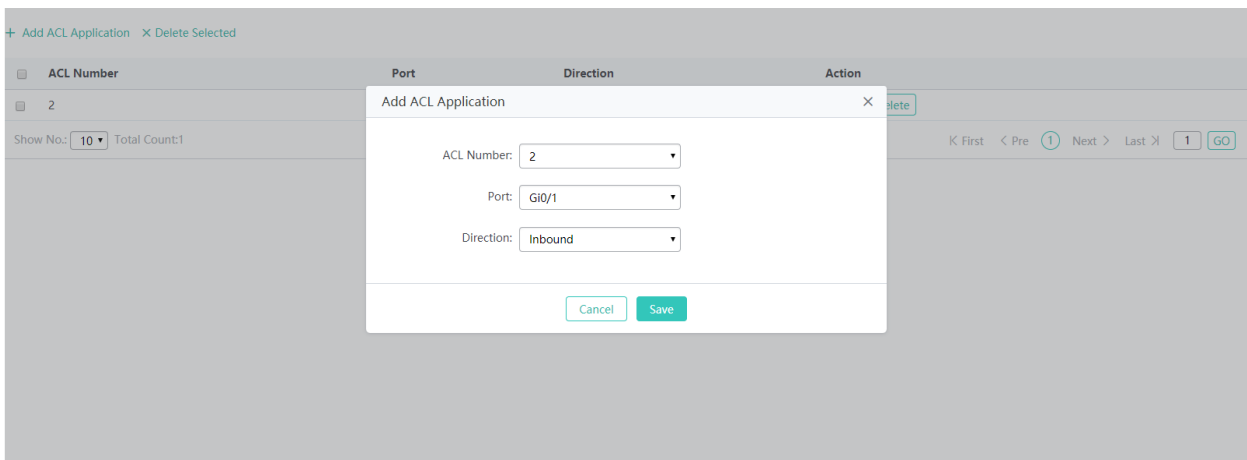 + Add ACL Application × Delete Selected
ACL Number Port Direction Action
2
Add ACL Application ×
Show No.: 10 Total Count:1
First < Pre 1 Next > Last 1 GO
ACL Number: 2
Port: Gi0/1
Direction: Inbound
Cancel Save